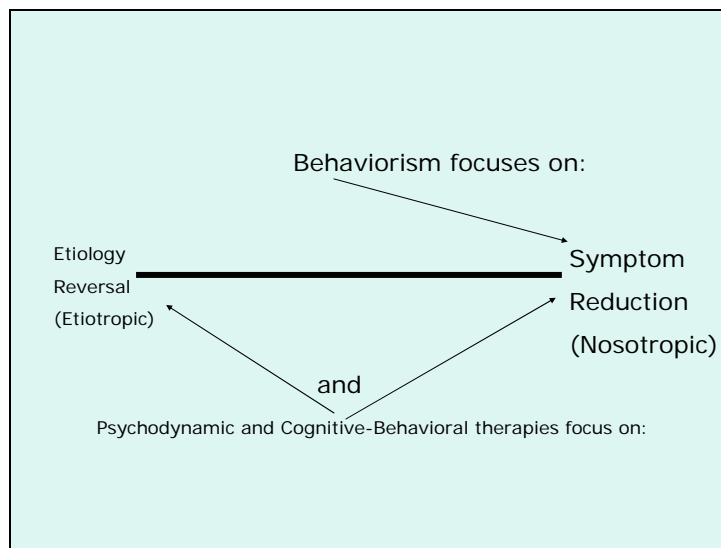 Behaviorism focuses on:
Etiology
Reversal
(Etiotropic)
Symptom
Reduction
(Nosotropic)
and
Psychodynamic and Cognitive-Behavioral therapies focus on: